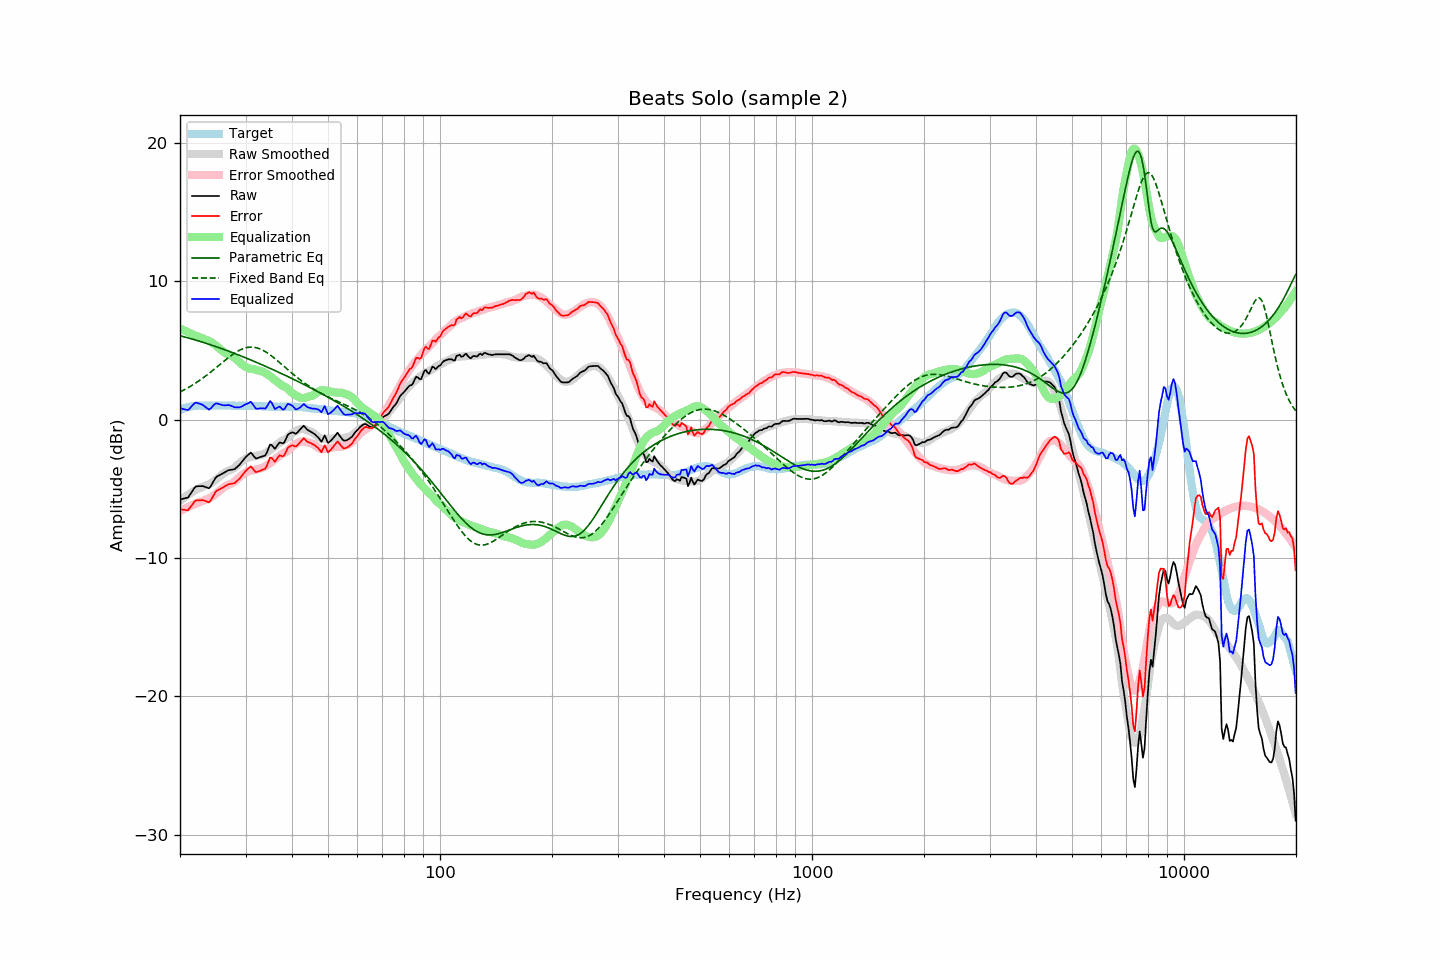 Beats Solo (sample 2)
Target
Raw Smoothed
Error Smoothed
Raw
Error
Equalization
Parametric Eq
Fixed Band Eq
Equalized
20
10
0
−10
−20
−30
Amplitude (dBr)
100
1000
10000
Frequency (Hz)